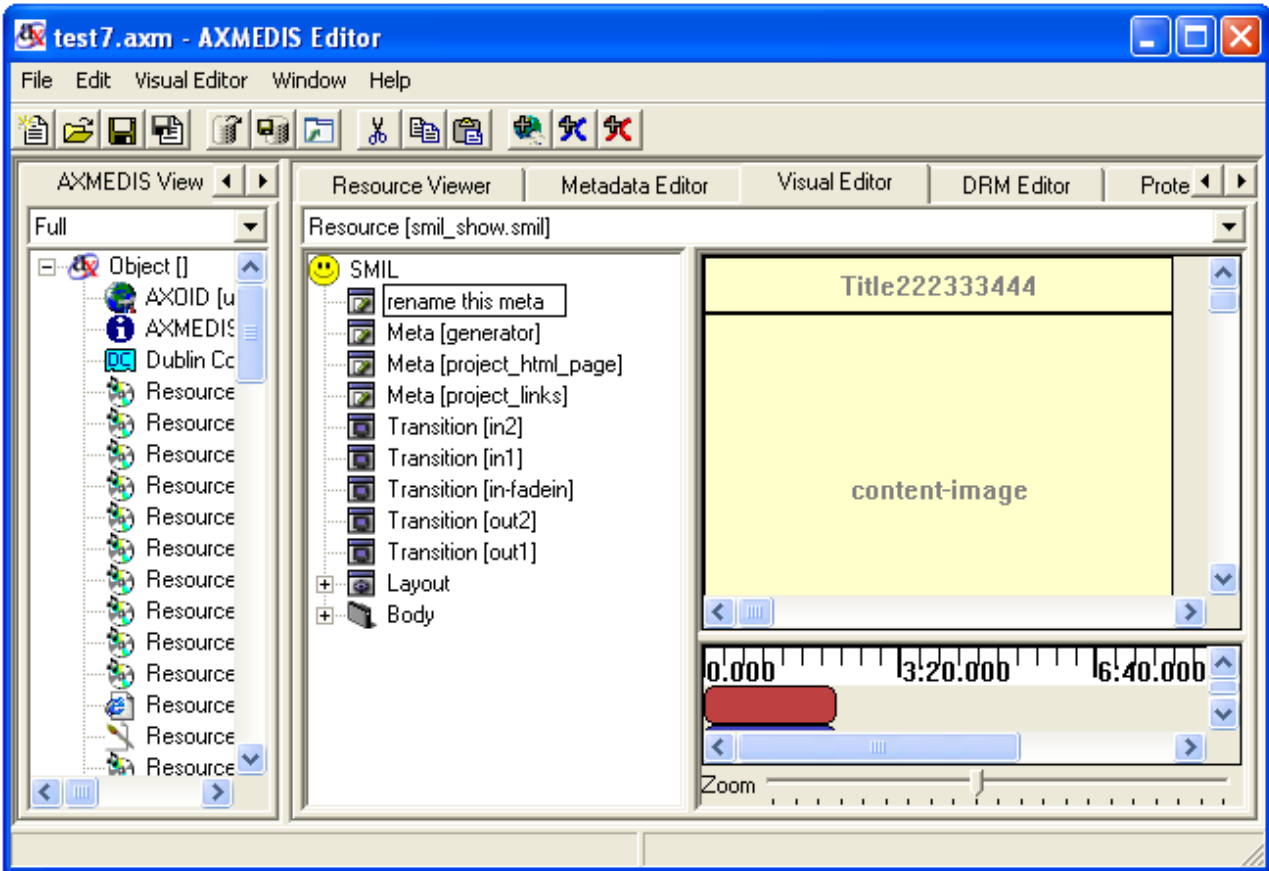 test7.axm - AXMEDIS Editor
File Edit Visual Editor Window Help
AXMEDIS View
Resource Viewer Metadata Editor Visual Editor DRM Editor Prote
Full
Resource [smil_show.smil]
Object []
AXOID [u
AXMEDIS
DC Dublin Co
Resource
Resource
Resource
Resource
Resource
Resource
Resource
Resource
Resource
Resource
Resource
Resource
Resource
SMIL
rename this meta
Meta [generator]
Meta [project_html_page]
Meta [project_links]
Transition [in2]
Transition [in1]
Transition [in-fadein]
Transition [out2]
Transition [out1]
Layout
Body
Title222333444
content-image
0.000 3:20.000 6:40.000
Zoom